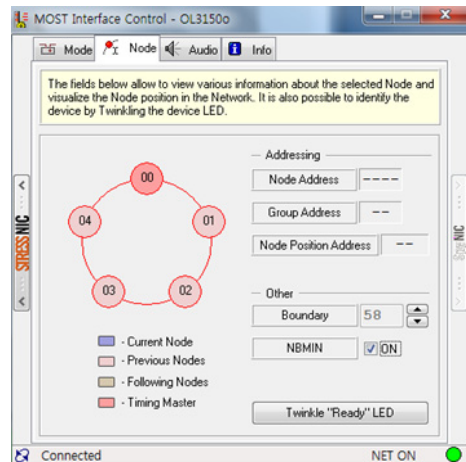 MOST Interface Control - OL3150o
Mode Node Audio Info
The fields below allow to view various information about the selected Node and
visualize the Node position in the Network. It is also possible to identify the
device by Twinkling the device LED.
00
04
01
03
02
Addressing
Node Address ----
Group Address --
Node Position Address --
Other
Boundary 58
NBMIN ON
- Current Node
- Previous Nodes
- Following Nodes
- Timing Master
Twinkle "Ready" LED
STRESSNIC
NIC
Connected NET ON